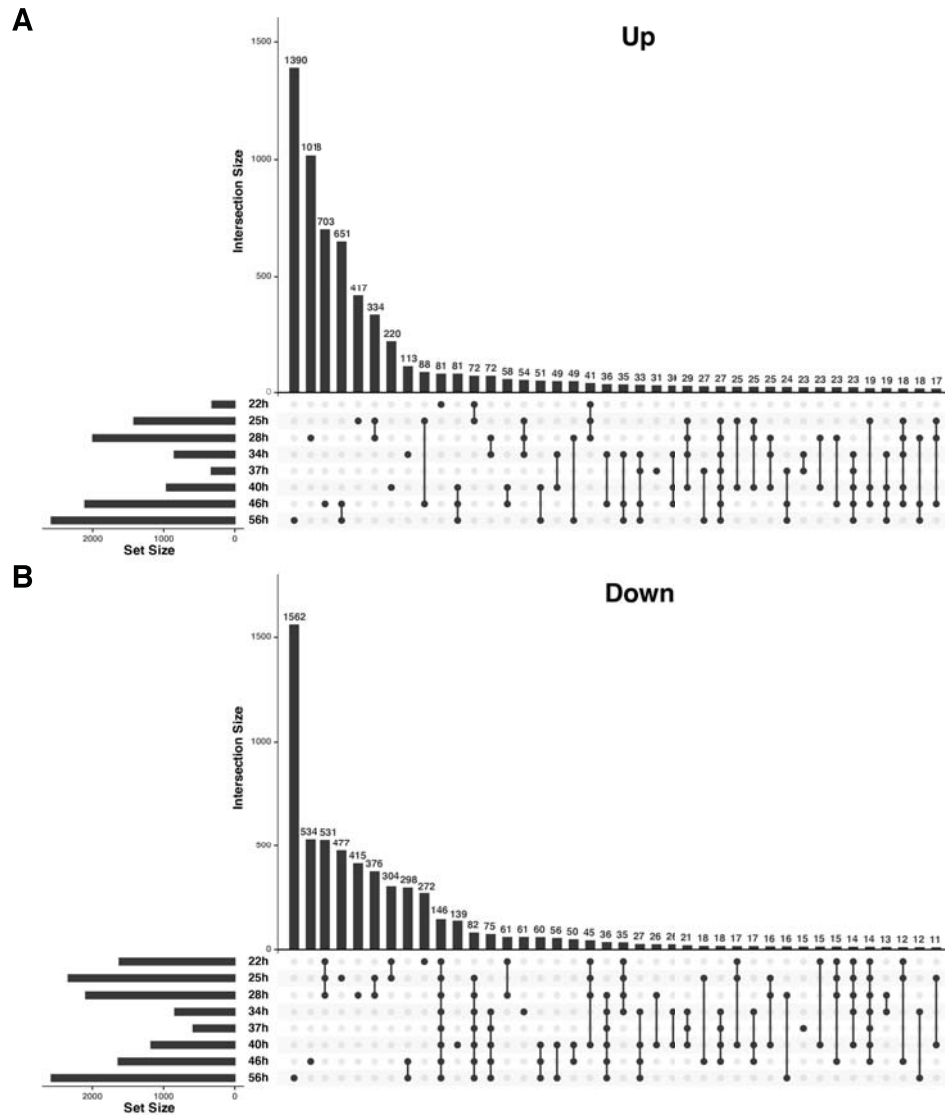 A
Up
1500
1000
500
0
Intersection Size
1390 1018 703 651 417 334 220 113 88 81 81 72 72 58 54 51 49 49 41 36 35 33 31 29 27 27 25 25 25 24 23 23 23 23 19 19 18 18 17
22h
25h
28h
34h
37h
40h
46h
56h
2000 1000 0
Set Size
B
Down
1500
1000
500
0
Intersection Size
1562 534 531 477 415 376 304 298 272 146 139 82 75 61 61 60 56 50 45 36 35 27 26 21 18 18 17 17 16 16 15 15 15 14 14 13 12 12 11
22h
25h
28h
34h
37h
40h
46h
56h
2000 1000 0
Set Size